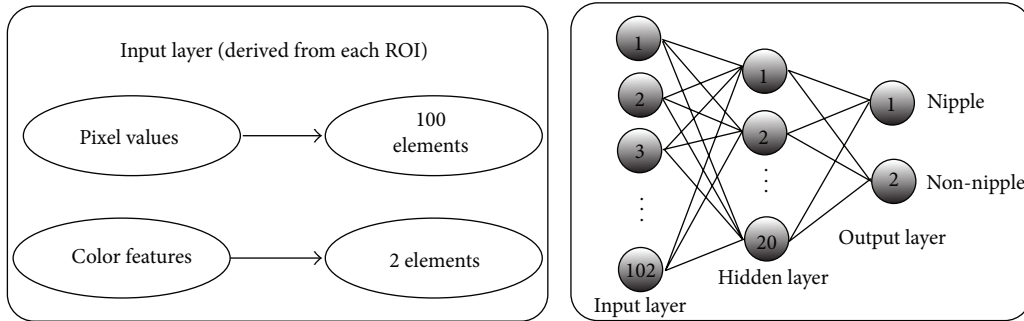 Input layer (derived from each ROI)
Pixel values
100
elements
Color features
2 elements
1
2
3
⋮
102
Input layer
1
2
⋮
20
Hidden layer
1
Nipple
2
Non-nipple
Output layer